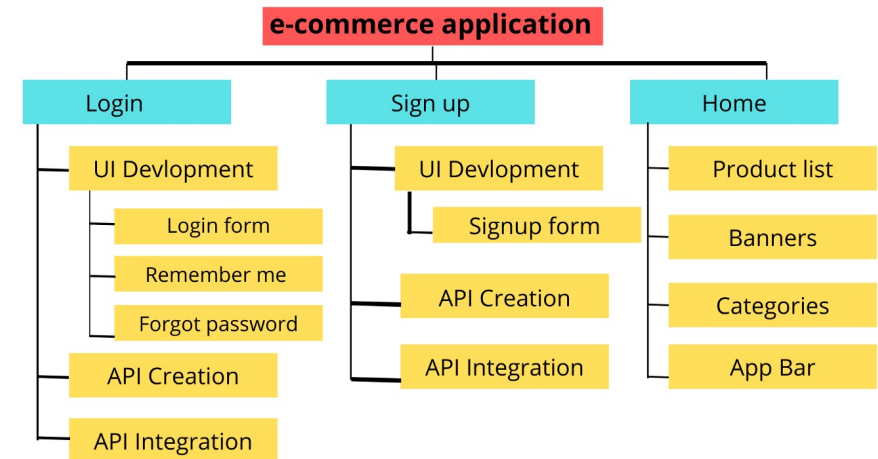 e-commerce application
Login
UI Devlopment
Login form
Remember me
Forgot password
API Creation
API Integration
Sign up
UI Devlopment
Signup form
API Creation
API Integration
Home
Product list
Banners
Categories
App Bar